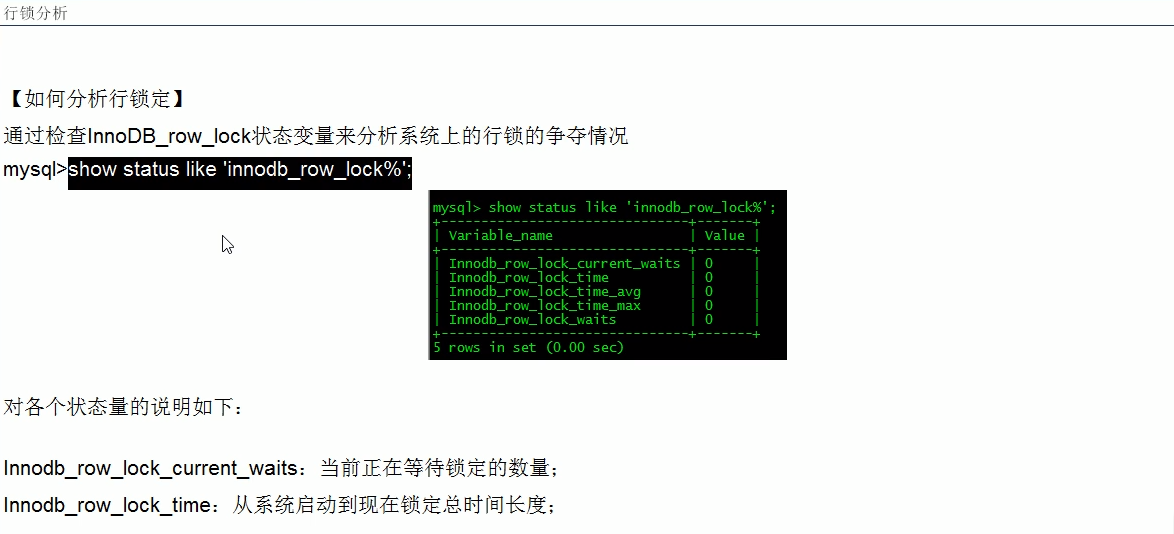 行锁分析
【如何分析行锁定】
通过检查InnoDB_row_lock状态变量来分析系统上的行锁的争夺情况
mysql>show status like 'innodb_row_lock%';
mysql> show status like 'innodb_row_lock%';
+-------------------------------+-------+
| Variable_name | Value |
+-------------------------------+-------+
| Innodb_row_lock_current_waits | 0 |
| Innodb_row_lock_time | 0 |
| Innodb_row_lock_time_avg | 0 |
| Innodb_row_lock_time_max | 0 |
| Innodb_row_lock_waits | 0 |
+-------------------------------+-------+
5 rows in set (0.00 sec)
对各个状态量的说明如下：
Innodb_row_lock_current_waits：当前正在等待锁定的数量；
Innodb_row_lock_time：从系统启动到现在锁定总时间长度；